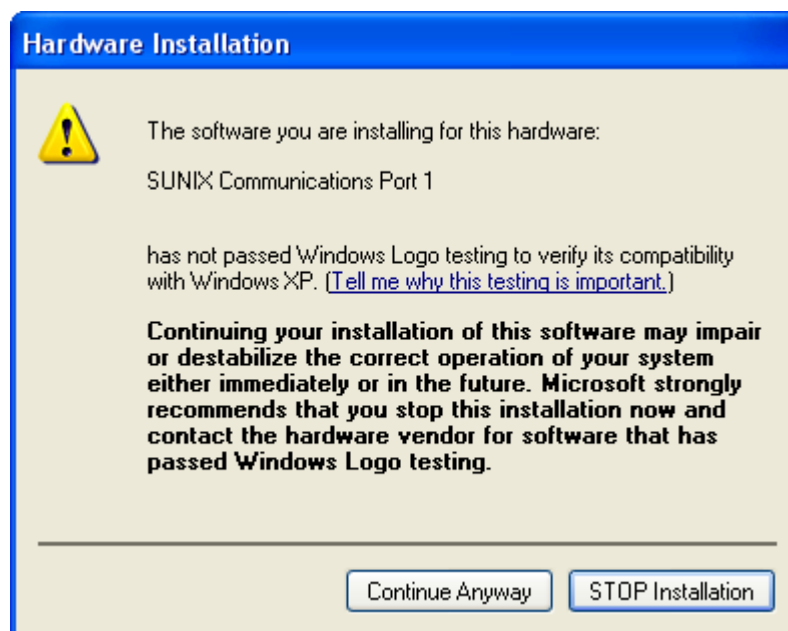 Hardware Installation
The software you are installing for this hardware:
SUNIX Communications Port 1
has not passed Windows Logo testing to verify its compatibility
with Windows XP. (Tell me why this testing is important.)
Continuing your installation of this software may impair
or destabilize the correct operation of your system
either immediately or in the future. Microsoft strongly
recommends that you stop this installation now and
contact the hardware vendor for software that has
passed Windows Logo testing.
Continue Anyway STOP Installation